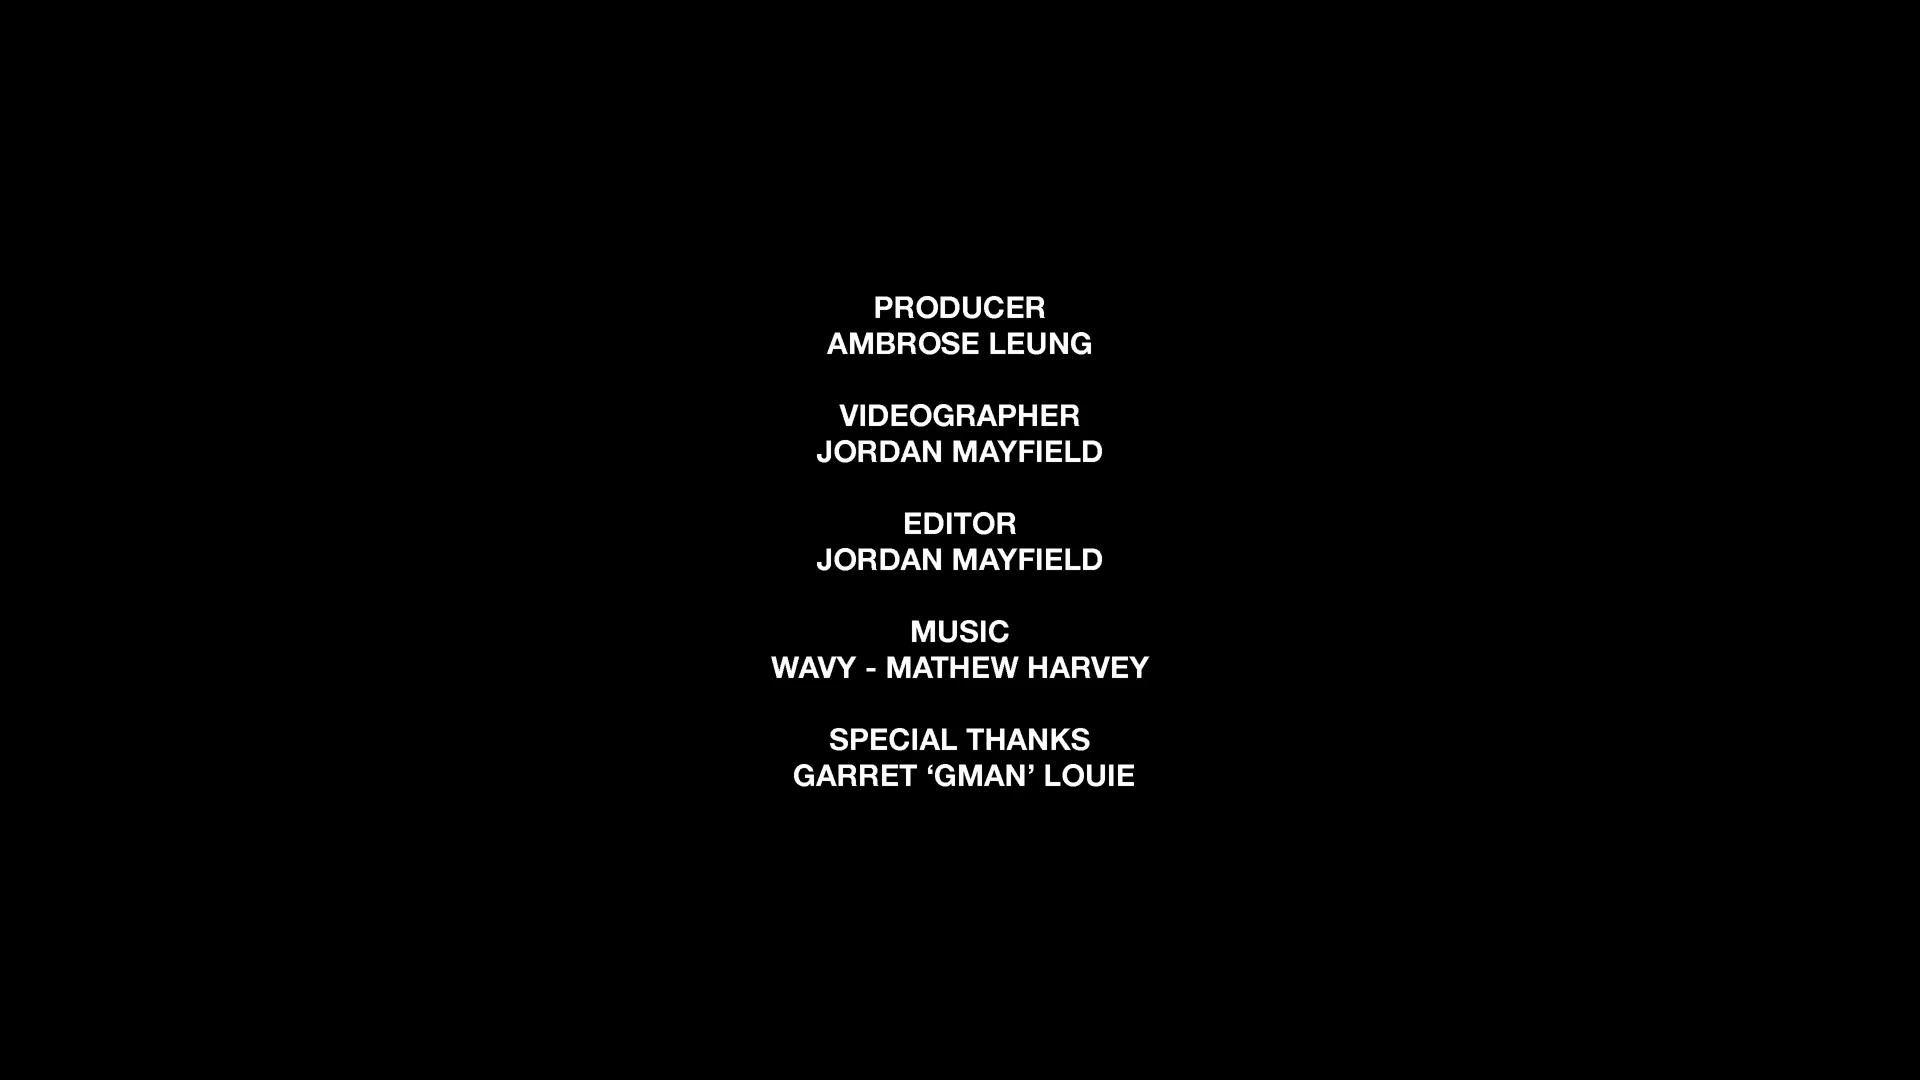 PRODUCER
AMBROSE LEUNG
VIDEOGRAPHER
JORDAN MAYFIELD
EDITOR
JORDAN MAYFIELD
MUSIC
WAVY - MATHEW HARVEY
SPECIAL THANKS
GARRET ‘GMAN’ LOUIE